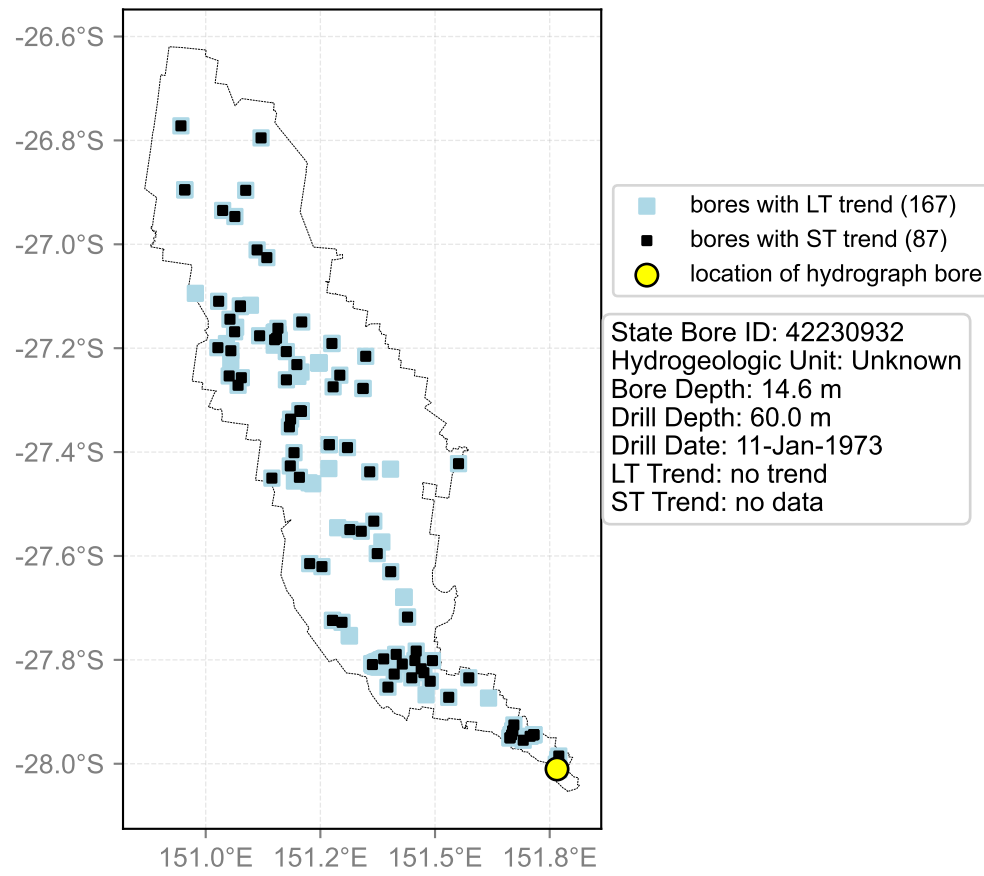 -26.6°S
-26.8°S
-27.0°S
-27.2°S
-27.4°S
-27.6°S
-27.8°S
-28.0°S
151.0°E
151.2°E
151.5°E
151.8°E
bores with LT trend (167)
bores with ST trend (87)
location of hydrograph bore
State Bore ID: 42230932
Hydrogeologic Unit: Unknown
Bore Depth: 14.6 m
Drill Depth: 60.0 m
Drill Date: 11-Jan-1973
LT Trend: no trend
ST Trend: no data